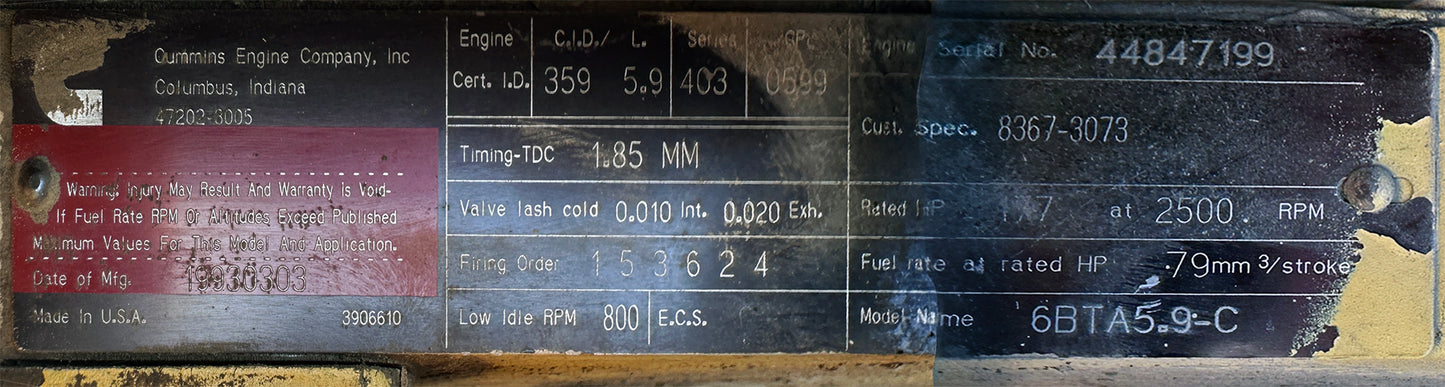 Cummins Engine Company, Inc
Columbus, Indiana
47202-3005
Warning: Injury May Result And Warranty is Void-
If Fuel Rate RPM Or Altitudes Exceed Published
Maximum Values For This Model And Application.
Date of Mfg. 19930303
Made In U.S.A. 3906610
Engine C.I.D./ L. Series CPL
Cert. I.D. 359 5.9 403 0599
Timing-TDC 1.85 MM
Valve lash cold 0.010 Int. 0.020 Exh.
Firing Order 1 5 3 6 2 4
Low Idle RPM 800 E.C.S.
Engine Serial No. 44847199
Cust. Spec. 8367-3073
Rated HP 177 at 2500 RPM
Fuel rate at rated HP 79mm 3/stroke
Model Name 6BTA5.9-C